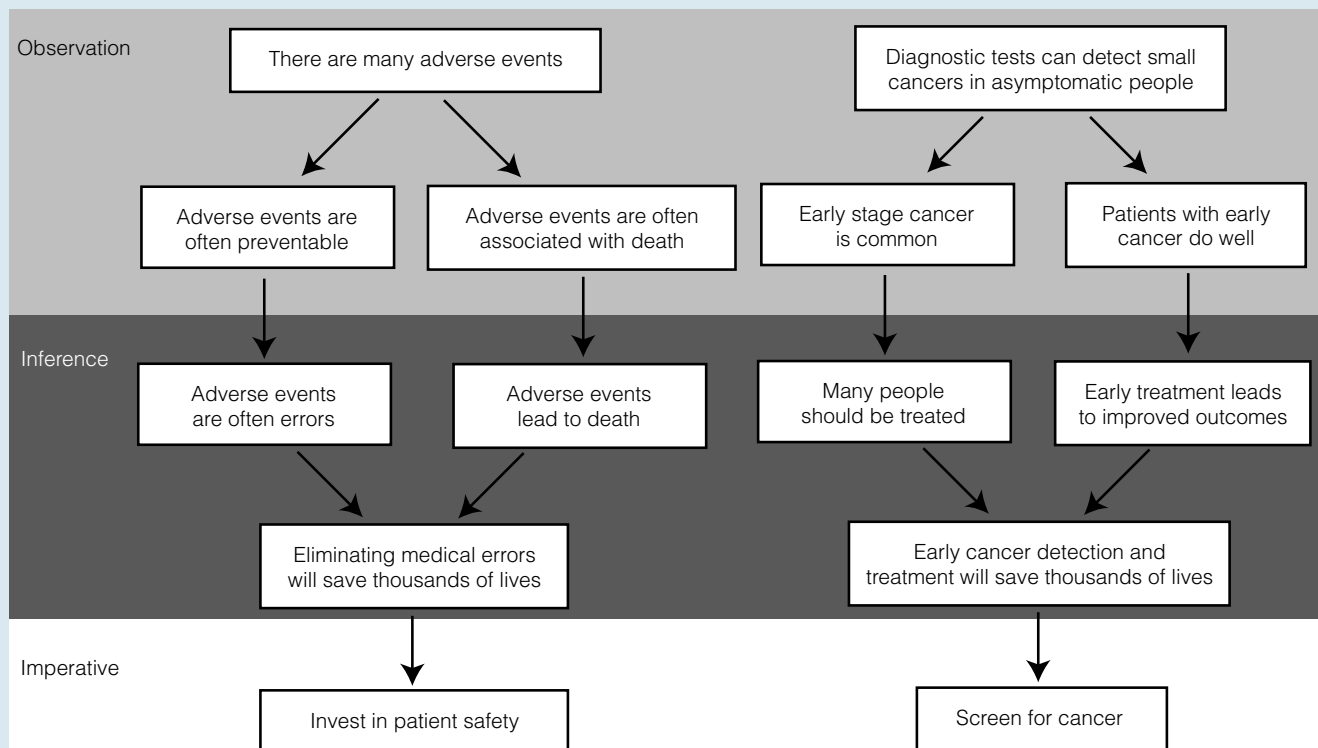 Observation
There are many adverse events
Diagnostic tests can detect small
cancers in asymptomatic people
Adverse events are
often preventable
Adverse events are often
associated with death
Early stage cancer
is common
Patients with early
cancer do well
Inference
Adverse events
are often errors
Adverse events
lead to death
Many people
should be treated
Early treatment leads
to improved outcomes
Eliminating medical errors
will save thousands of lives
Early cancer detection and
treatment will save thousands of lives
Imperative
Invest in patient safety
Screen for cancer